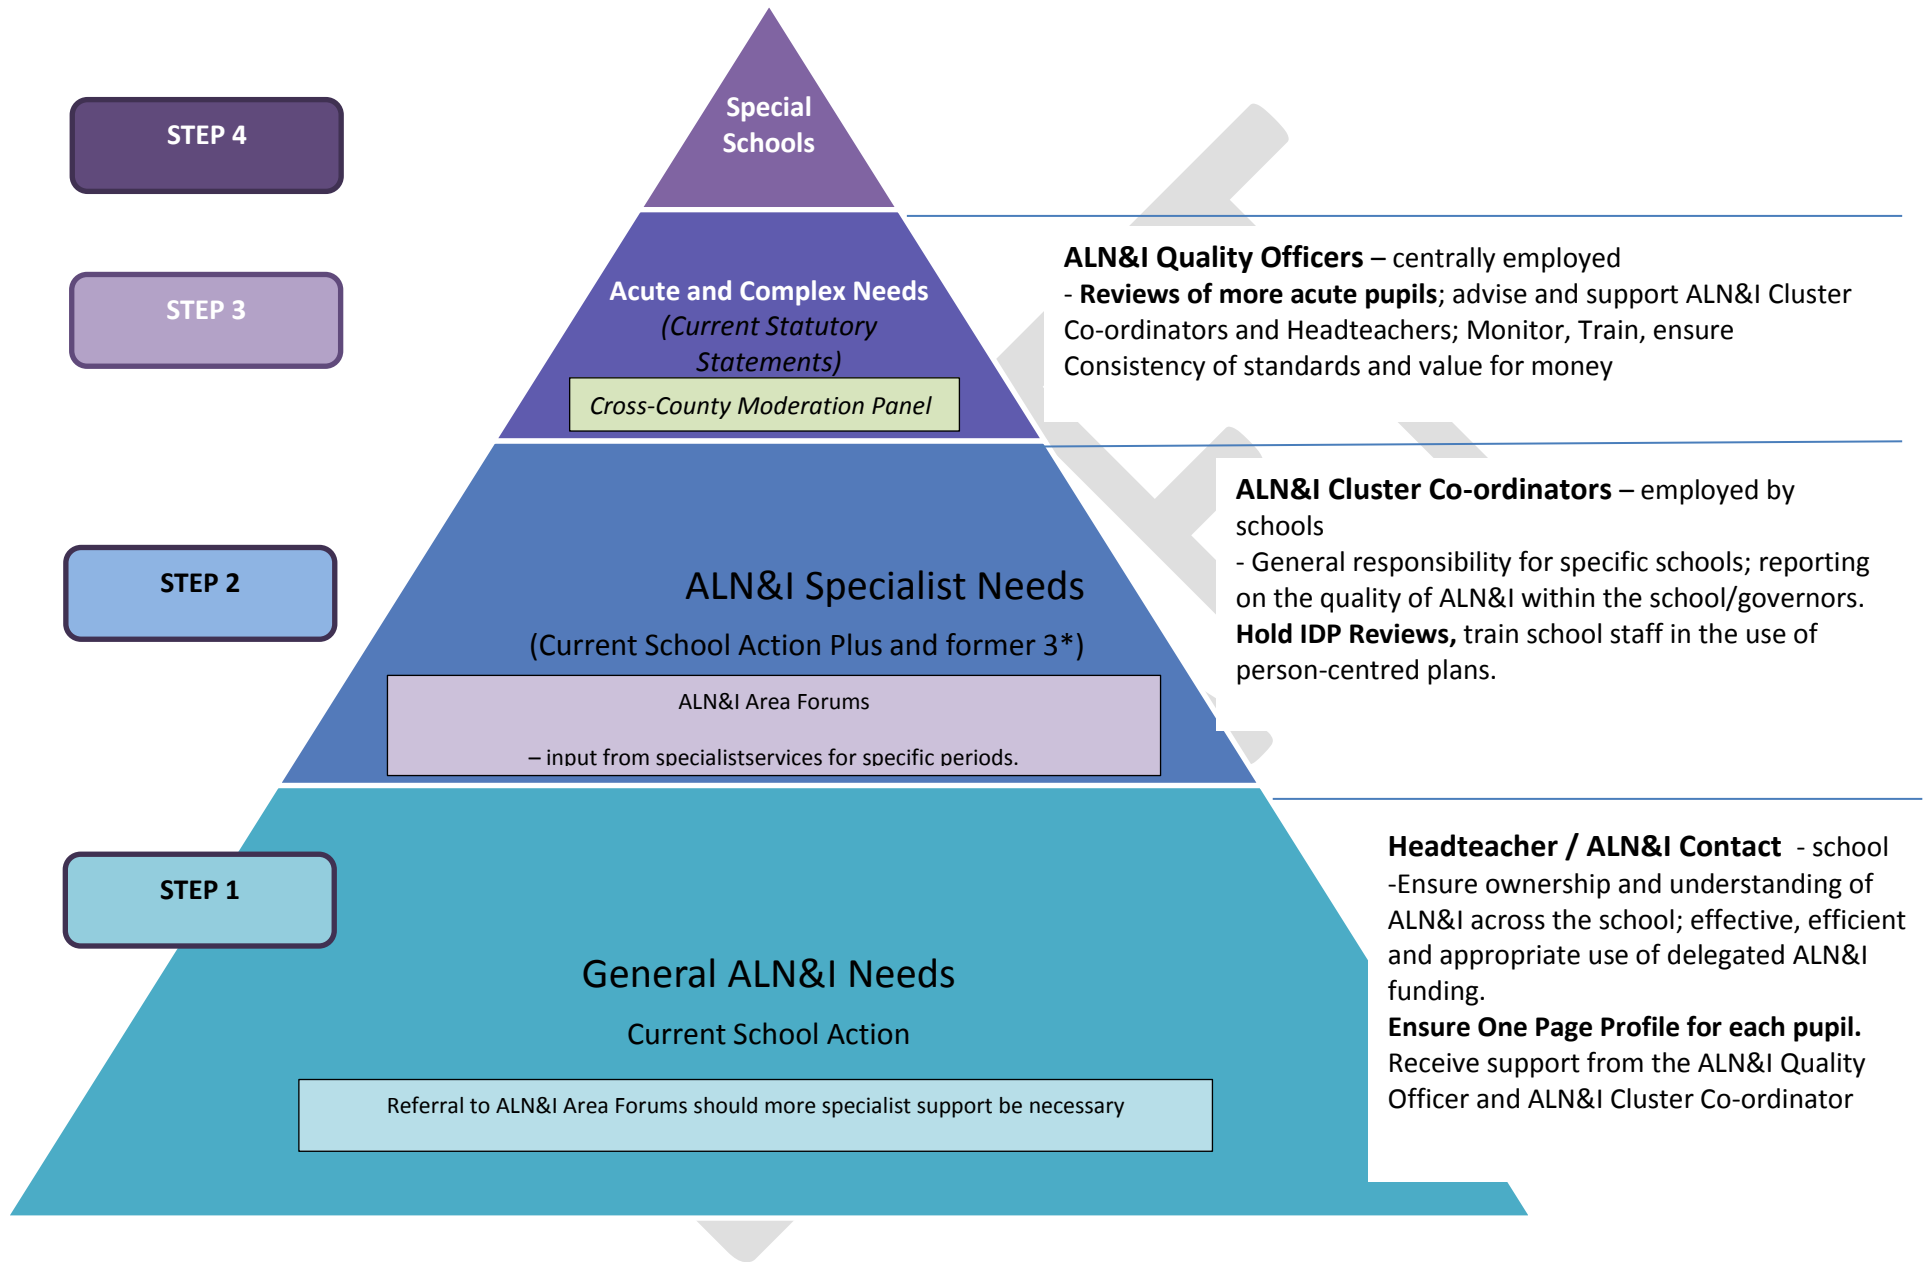 STEP 4
Special
Schools
STEP 3
Acute and Complex Needs
(Current Statutory
Statements)
Cross-County Moderation Panel
ALN&I Quality Officers – centrally employed
- Reviews of more acute pupils; advise and support ALN&I Cluster
Co-ordinators and Headteachers; Monitor, Train, ensure
Consistency of standards and value for money
STEP 2
ALN&I Specialist Needs
(Current School Action Plus and former 3*)
ALN&I Area Forums
– input from specialistservices for specific periods.
ALN&I Cluster Co-ordinators – employed by
schools
- General responsibility for specific schools; reporting
on the quality of ALN&I within the school/governors.
Hold IDP Reviews, train school staff in the use of
person-centred plans.
STEP 1
General ALN&I Needs
Current School Action
Referral to ALN&I Area Forums should more specialist support be necessary
Headteacher / ALN&I Contact - school
-Ensure ownership and understanding of
ALN&I across the school; effective, efficient
and appropriate use of delegated ALN&I
funding.
Ensure One Page Profile for each pupil.
Receive support from the ALN&I Quality
Officer and ALN&I Cluster Co-ordinator